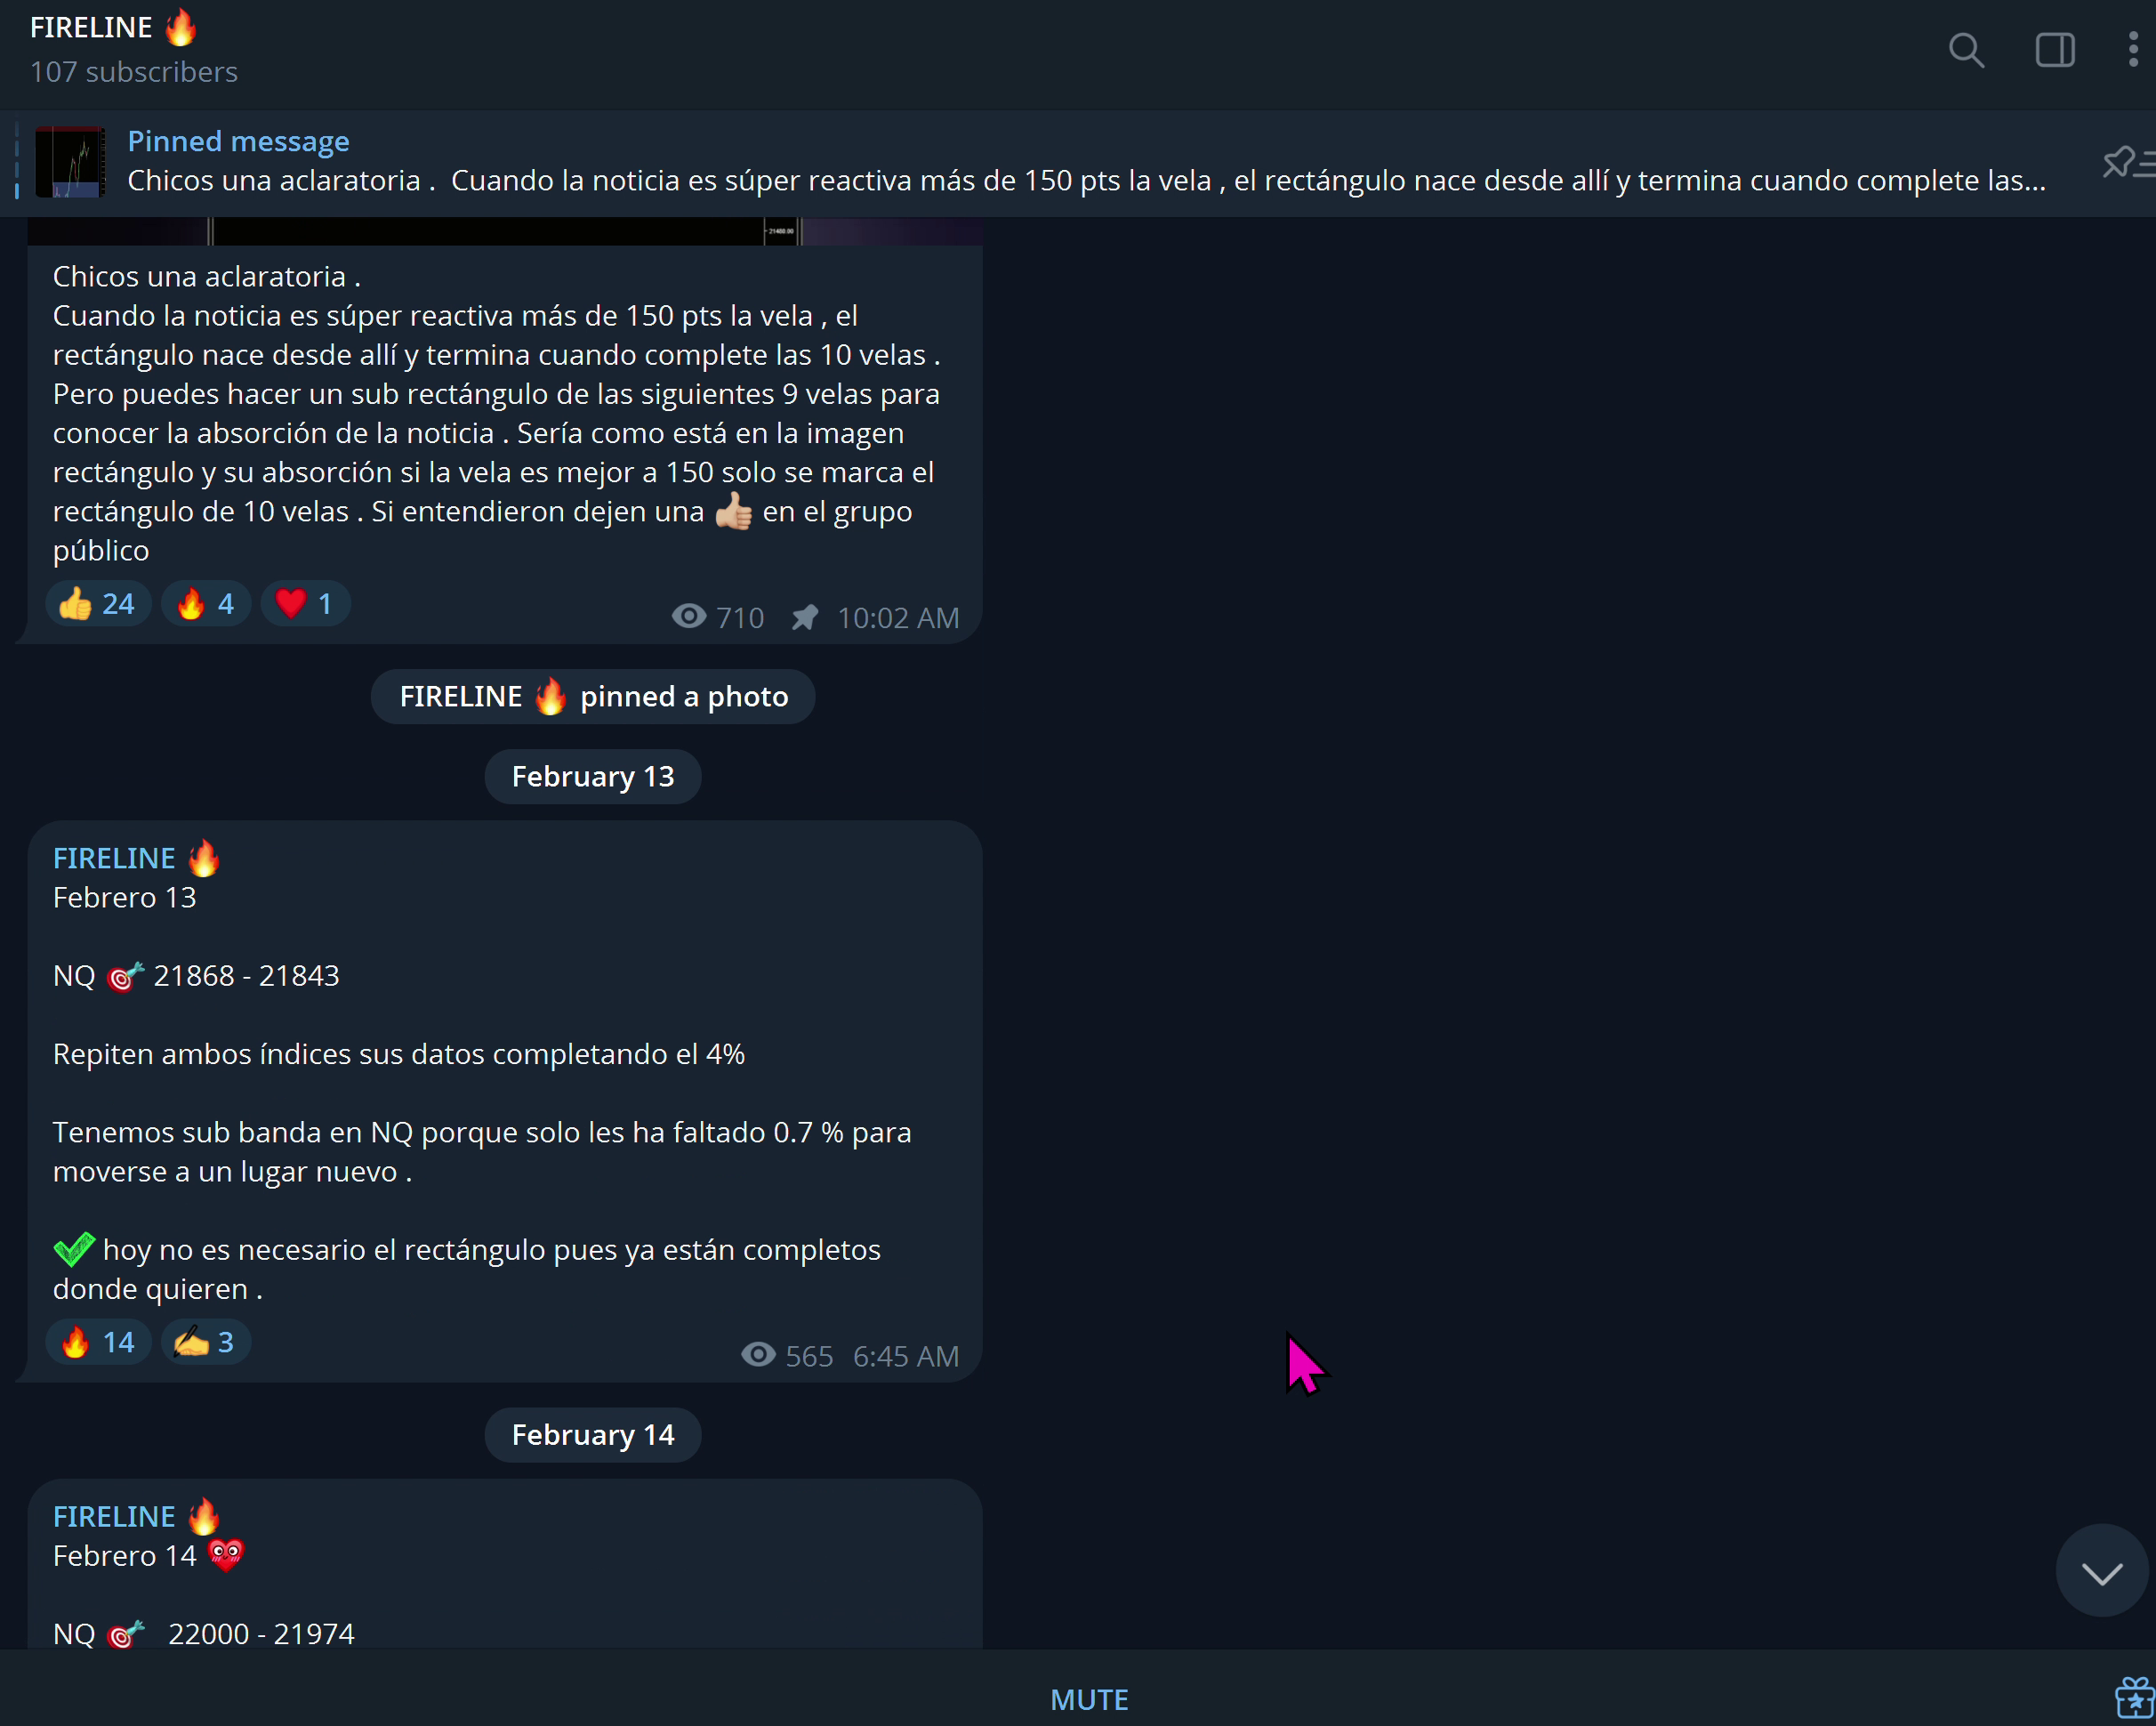 FIRELINE 🔥
107 subscribers
Pinned message
Chicos una aclaratoria . Cuando la noticia es súper reactiva más de 150 pts la vela , el rectángulo nace desde allí y termina cuando complete las...
21480.00
Chicos una aclaratoria .
Cuando la noticia es súper reactiva más de 150 pts la vela , el
rectángulo nace desde allí y termina cuando complete las 10 velas .
Pero puedes hacer un sub rectángulo de las siguientes 9 velas para
conocer la absorción de la noticia . Sería como está en la imagen
rectángulo y su absorción si la vela es mejor a 150 solo se marca el
rectángulo de 10 velas . Si entendieron dejen una 👍🏼 en el grupo
público
👍 24 🔥 4 ❤️ 1
710 10:02 AM
FIRELINE 🔥 pinned a photo
February 13
FIRELINE 🔥
Febrero 13
NQ 🎯 21868 - 21843
Repiten ambos índices sus datos completando el 4%
Tenemos sub banda en NQ porque solo les ha faltado 0.7 % para
moverse a un lugar nuevo .
✅ hoy no es necesario el rectángulo pues ya están completos
donde quieren .
🔥 14 ✍️ 3
565 6:45 AM
February 14
FIRELINE 🔥
Febrero 14 💘
NQ 🎯 22000 - 21974
MUTE